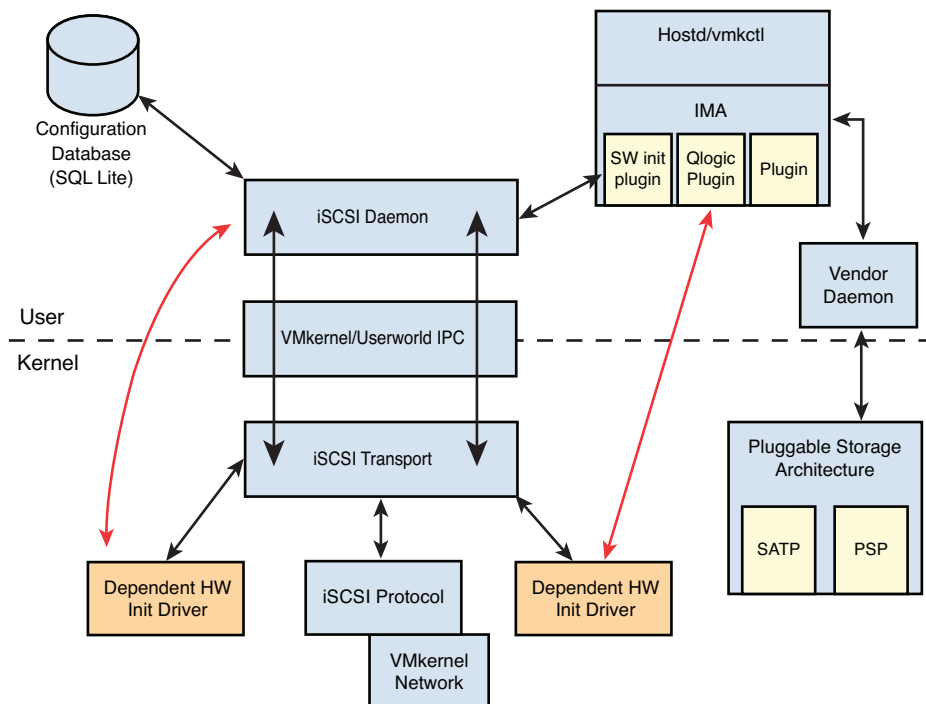 Hostd/vmkctl
Configuration
Database
(SQL Lite)
IMA
SW init
plugin
Qlogic
Plugin
Plugin
iSCSI Daemon
Vendor
Daemon
User
VMkernel/Userworld IPC
Kernel
iSCSI Transport
Pluggable Storage
Architecture
SATP
PSP
Dependent HW
Init Driver
iSCSI Protocol
Dependent HW
Init Driver
VMkernel
Network